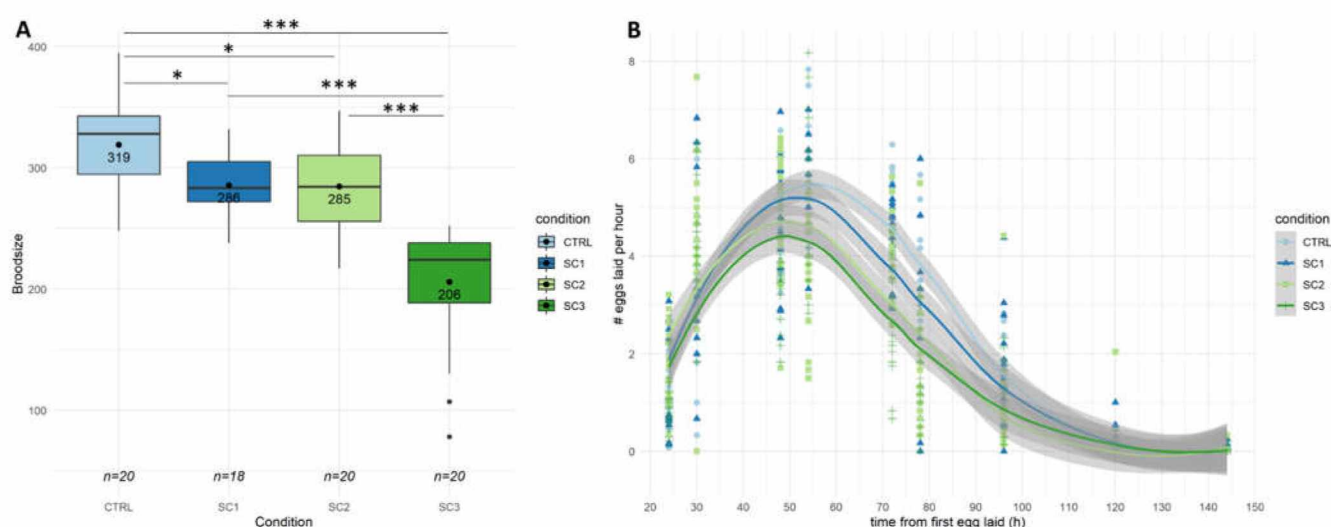 A
***
*
*
***
***
400
300
200
100
Broodsize
319
286
285
206
n=20
n=18
n=20
n=20
CTRL
SC1
SC2
SC3
Condition
condition
CTRL
SC1
SC2
SC3
B
8
6
4
2
0
# eggs laid per hour
20 30 40 50 60 70 80 90 100 110 120 130 140 150
time from first egg laid (h)
condition
CTRL
SC1
SC2
SC3